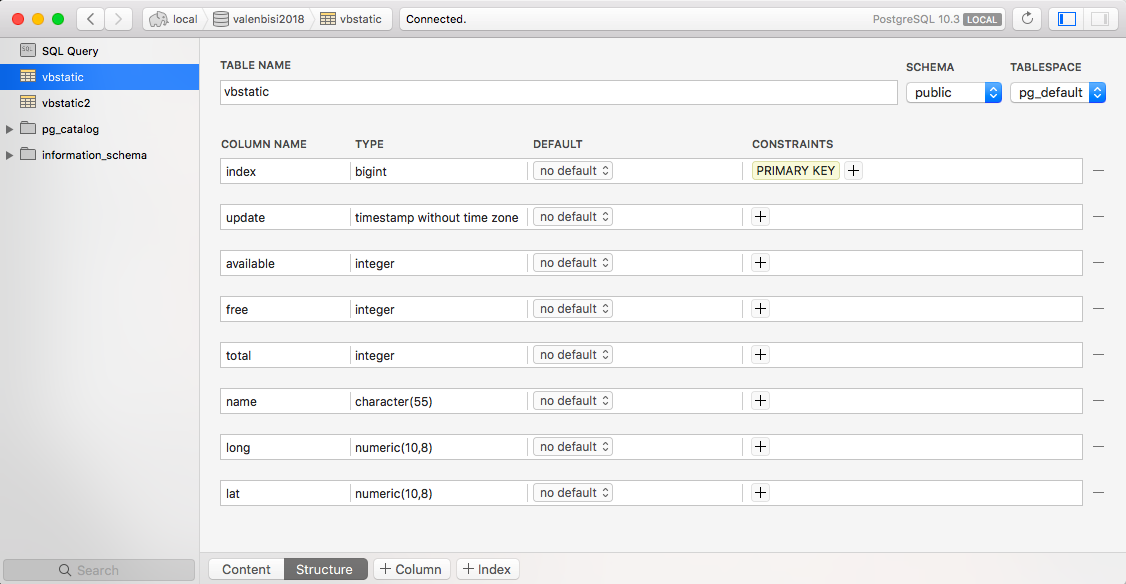 local valenbisi2018 vbstatic Connected. PostgreSQL 10.3 LOCAL
SQL SQL Query
vbstatic
vbstatic2
pg_catalog
information_schema
Search
TABLE NAME SCHEMA TABLESPACE
vbstatic public pg_default
COLUMN NAME TYPE DEFAULT CONSTRAINTS
index bigint no default PRIMARY KEY +
update timestamp without time zone no default +
available integer no default +
free integer no default +
total integer no default +
name character(55) no default +
long numeric(10,8) no default +
lat numeric(10,8) no default +
Content Structure + Column + Index